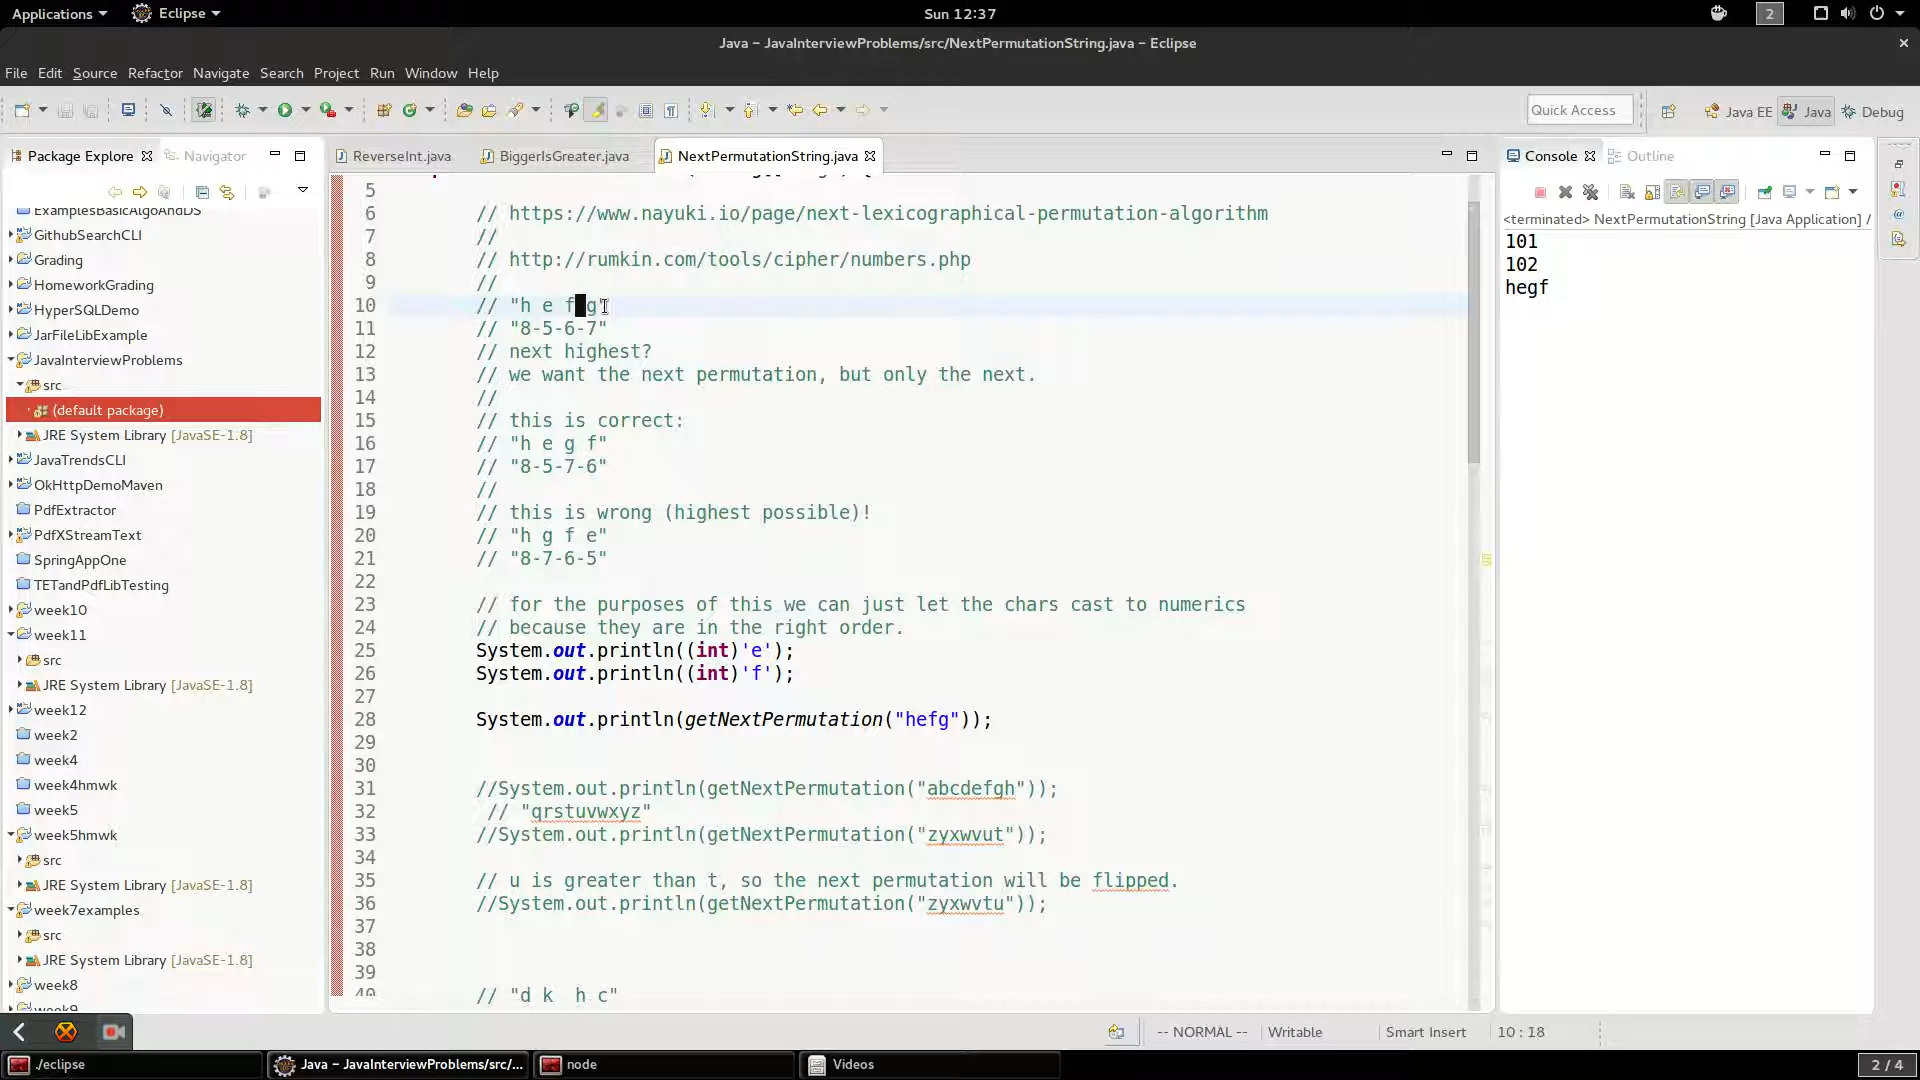 Applications
Eclipse
Sun 12:37
2
Java - JavaInterviewProblems/src/NextPermutationString.java - Eclipse
File Edit Source Refactor Navigate Search Project Run Window Help
Quick Access
Java EE
Java
Debug
Package Explore
Navigator
ReverseInt.java
BiggerIsGreater.java
NextPermutationString.java
Console
Outline
ExamplesBasicAlgoAndDS
GithubSearchCLI
Grading
HomeworkGrading
HyperSQLDemo
JarFileLibExample
JavaInterviewProblems
src
(default package)
JRE System Library [JavaSE-1.8]
JavaTrendsCLI
OkHttpDemoMaven
PdfExtractor
PdfXStreamText
SpringAppOne
TETandPdfLibTesting
week10
week11
src
JRE System Library [JavaSE-1.8]
week12
week2
week4
week4hmwk
week5
week5hmwk
src
JRE System Library [JavaSE-1.8]
week7examples
src
JRE System Library [JavaSE-1.8]
week8
week9
5
6 // https://www.nayuki.io/page/next-lexicographical-permutation-algorithm
7 //
8 // http://rumkin.com/tools/cipher/numbers.php
9 //
10 // "h e f g"
11 // "8-5-6-7"
12 // next highest?
13 // we want the next permutation, but only the next.
14 //
15 // this is correct:
16 // "h e g f"
17 // "8-5-7-6"
18 //
19 // this is wrong (highest possible)!
20 // "h g f e"
21 // "8-7-6-5"
22
23 // for the purposes of this we can just let the chars cast to numerics
24 // because they are in the right order.
25 System.out.println((int)'e');
26 System.out.println((int)'f');
27
28 System.out.println(getNextPermutation("hefg"));
29
30
31 //System.out.println(getNextPermutation("abcdefgh"));
32 // "qrstuvwxyz"
33 //System.out.println(getNextPermutation("zyxwvut"));
34
35 // u is greater than t, so the next permutation will be flipped.
36 //System.out.println(getNextPermutation("zyxwvtu"));
37
38
39
40 // "d k  h c"
<terminated> NextPermutationString [Java Application] /
101
102
hegf
-- NORMAL --
Writable
Smart Insert
10 : 18
./eclipse
Java - JavaInterviewProblems/src/...
node
Videos
2 / 4